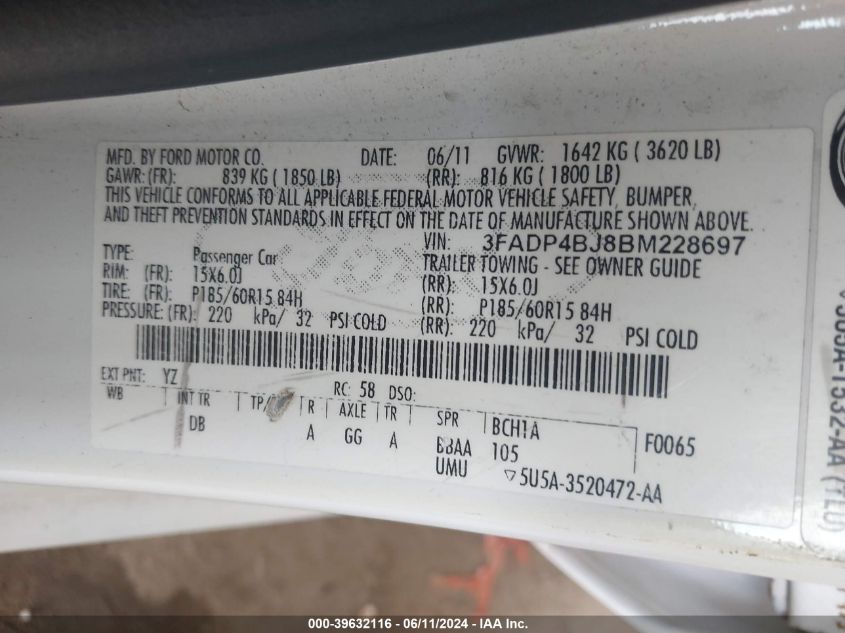 MFD. BY FORD MOTOR CO. DATE: 06/11 GVWR: 1642 KG ( 3620 LB)
GAWR: (FR): 839 KG ( 1850 LB) (RR): 816 KG ( 1800 LB)
THIS VEHICLE CONFORMS TO ALL APPLICABLE FEDERAL MOTOR VEHICLE SAFETY, BUMPER,
AND THEFT PREVENTION STANDARDS IN EFFECT ON THE DATE OF MANUFACTURE SHOWN ABOVE.
VIN: 3FADP4BJ8BM228697
TYPE: Passenger Car TRAILER TOWING - SEE OWNER GUIDE
RIM: (FR): 15X6.0J (RR): 15X6.0J
TIRE: (FR): P185/60R15 84H (RR): P185/60R15 84H
PRESSURE: (FR): 220 kPa/ 32 PSI COLD (RR): 220 kPa/ 32 PSI COLD
EXT PNT: YZ RC: 58 DSO:
WB INT TR TP/ R AXLE TR SPR BCH1A F0065
DB A GG A BBAA 105
UMU ▽5U5A-3520472-AA
1532-AA (TLU)
000-39632116 - 06/11/2024 - IAA Inc.